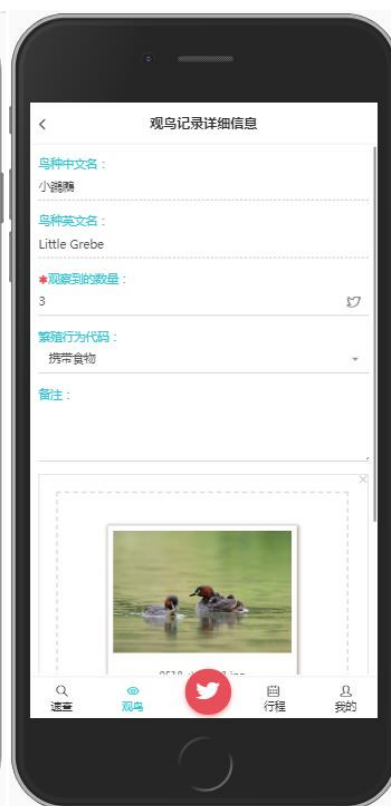 观鸟记录详细信息
鸟种中文名：
小鸊鷉
鸟种英文名：
Little Grebe
*观察到的数量：
3
繁殖行为代码：
携带食物
备注：
速查
观鸟
行程
我的